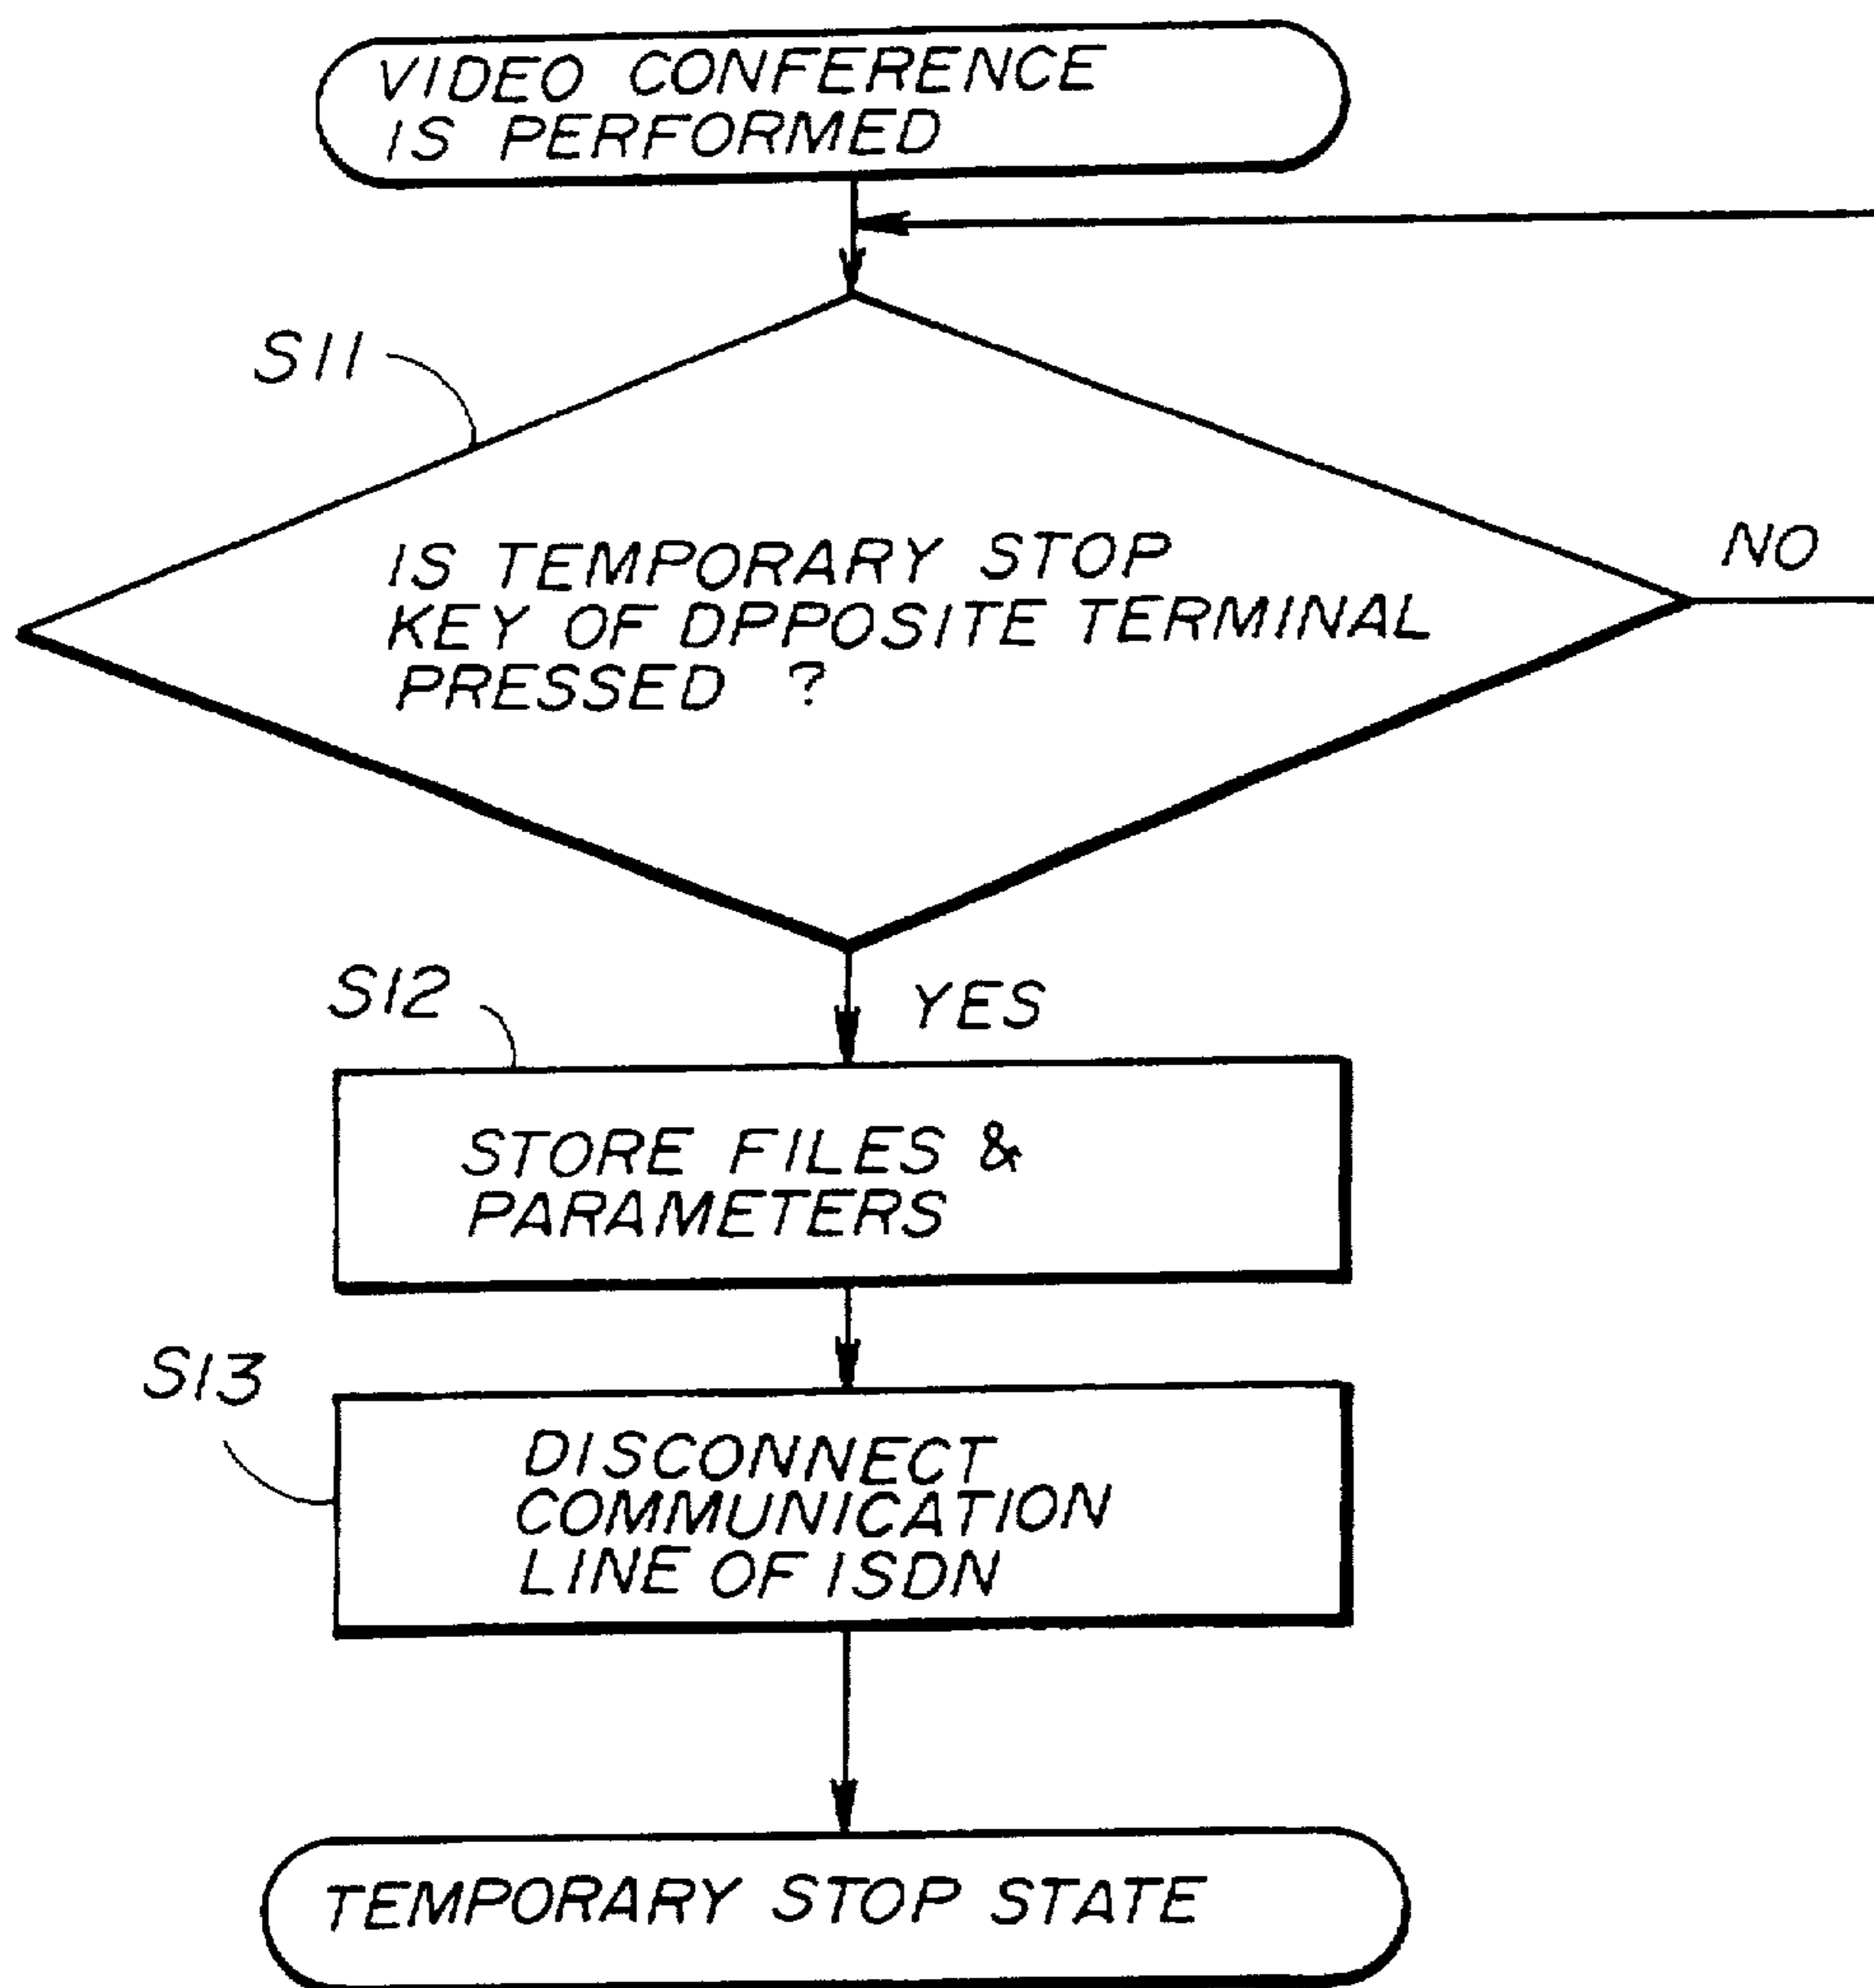 VIDEO CONFERENCE
IS PERFORMED
S11
IS TEMPORARY STOP
KEY OF DPPOSITE TERMINAL
PRESSED ?
NO
S12
YES
STORE FILES &
PARAMETERS
S13
DISCONNECT
COMMUNICATION
LINE OF ISDN
TEMPORARY STOP STATE